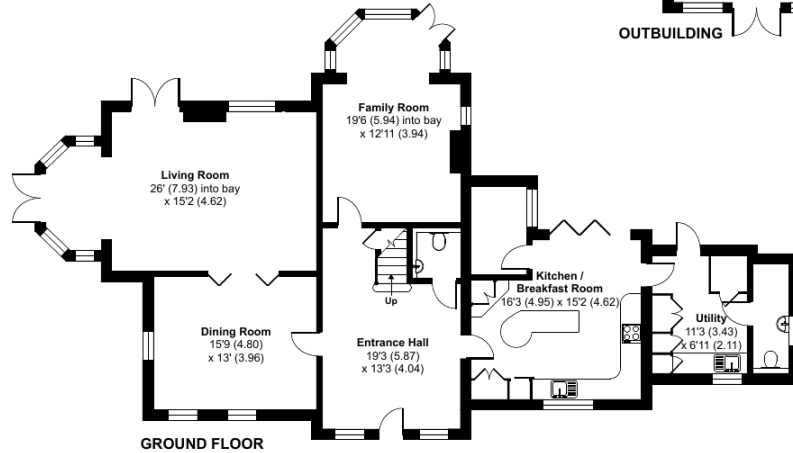 OUTBUILDING
Family Room
19'6 (5.94) into bay
x 12'11 (3.94)
Living Room
26' (7.93) into bay
x 15'2 (4.62)
Kitchen /
Breakfast Room
16'3 (4.95) x 15'2 (4.62)
Up
Utility
11'3 (3.43)
x 6'11 (2.11)
Dining Room
15'9 (4.80)
x 13' (3.96)
Entrance Hall
19'3 (5.87)
x 13'3 (4.04)
GROUND FLOOR